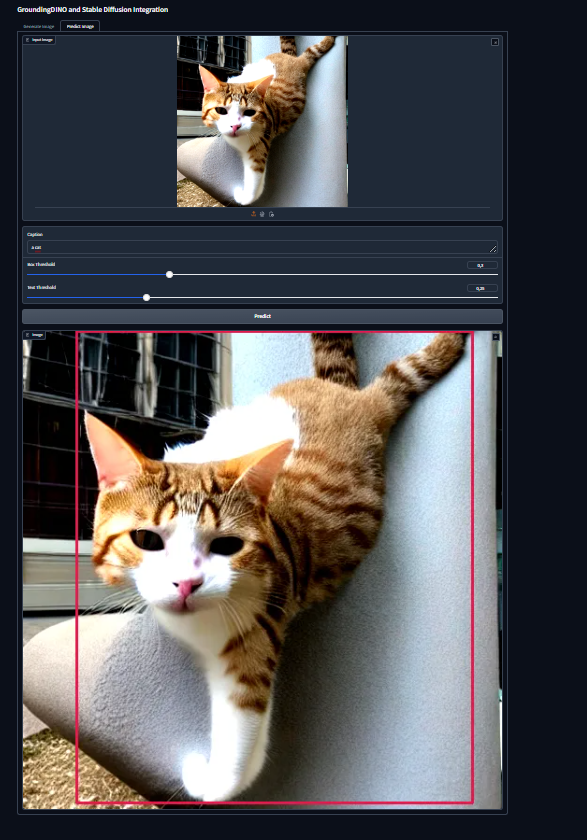 GroundingDINO and Stable Diffusion Integration
Generate Image
Predict Image
Input Image
Caption
a cat
Box Threshold
0,3
Text Threshold
0,25
Predict
Image